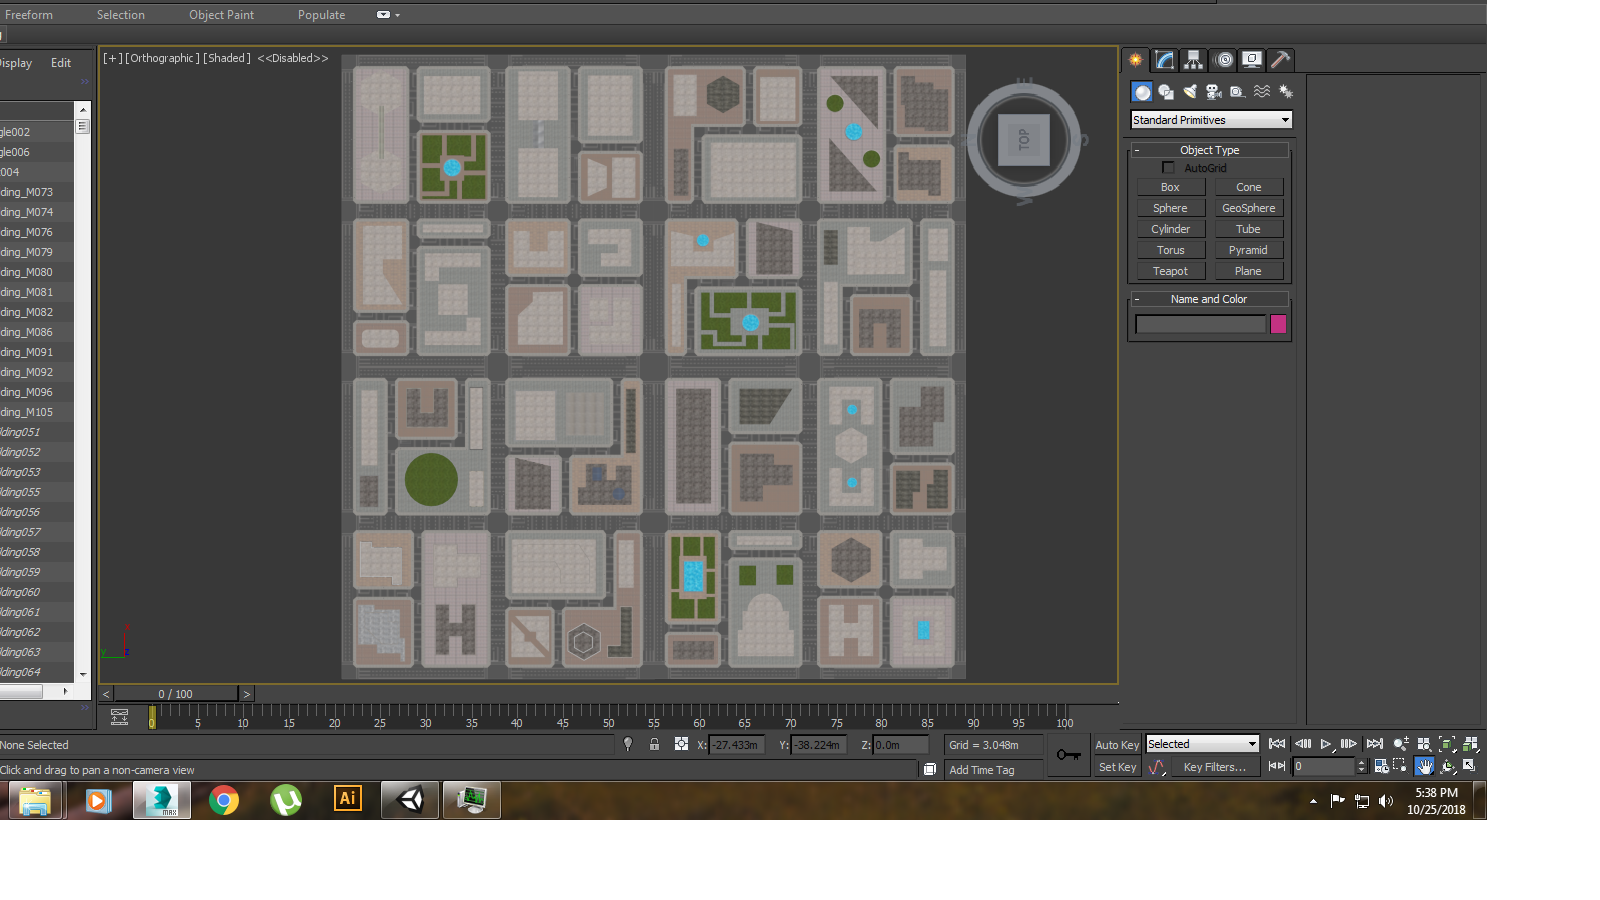 Freeform Selection Object Paint Populate
Display Edit
[+][Orthographic][Shaded] <<Disabled>>
TOP
Standard Primitives
- Object Type
AutoGrid
Box Cone
Sphere GeoSphere
Cylinder Tube
Torus Pyramid
Teapot Plane
- Name and Color
gle002
gle006
004
ding_M073
ding_M074
ding_M076
ding_M079
ding_M080
ding_M081
ding_M082
ding_M086
ding_M091
ding_M092
ding_M096
ding_M105
lding051
lding052
lding053
lding055
lding056
lding057
lding058
lding059
lding060
lding061
lding062
lding063
lding064
y z
< 0 / 100 >
0 5 10 15 20 25 30 35 40 45 50 55 60 65 70 75 80 85 90 95 100
None Selected X: -27.433m Y: -38.224m Z: 0.0m Grid = 3.048m Auto Key Selected
Click and drag to pan a non-camera view Add Time Tag Set Key Key Filters... 0
MAX
Ai
5:38 PM
10/25/2018